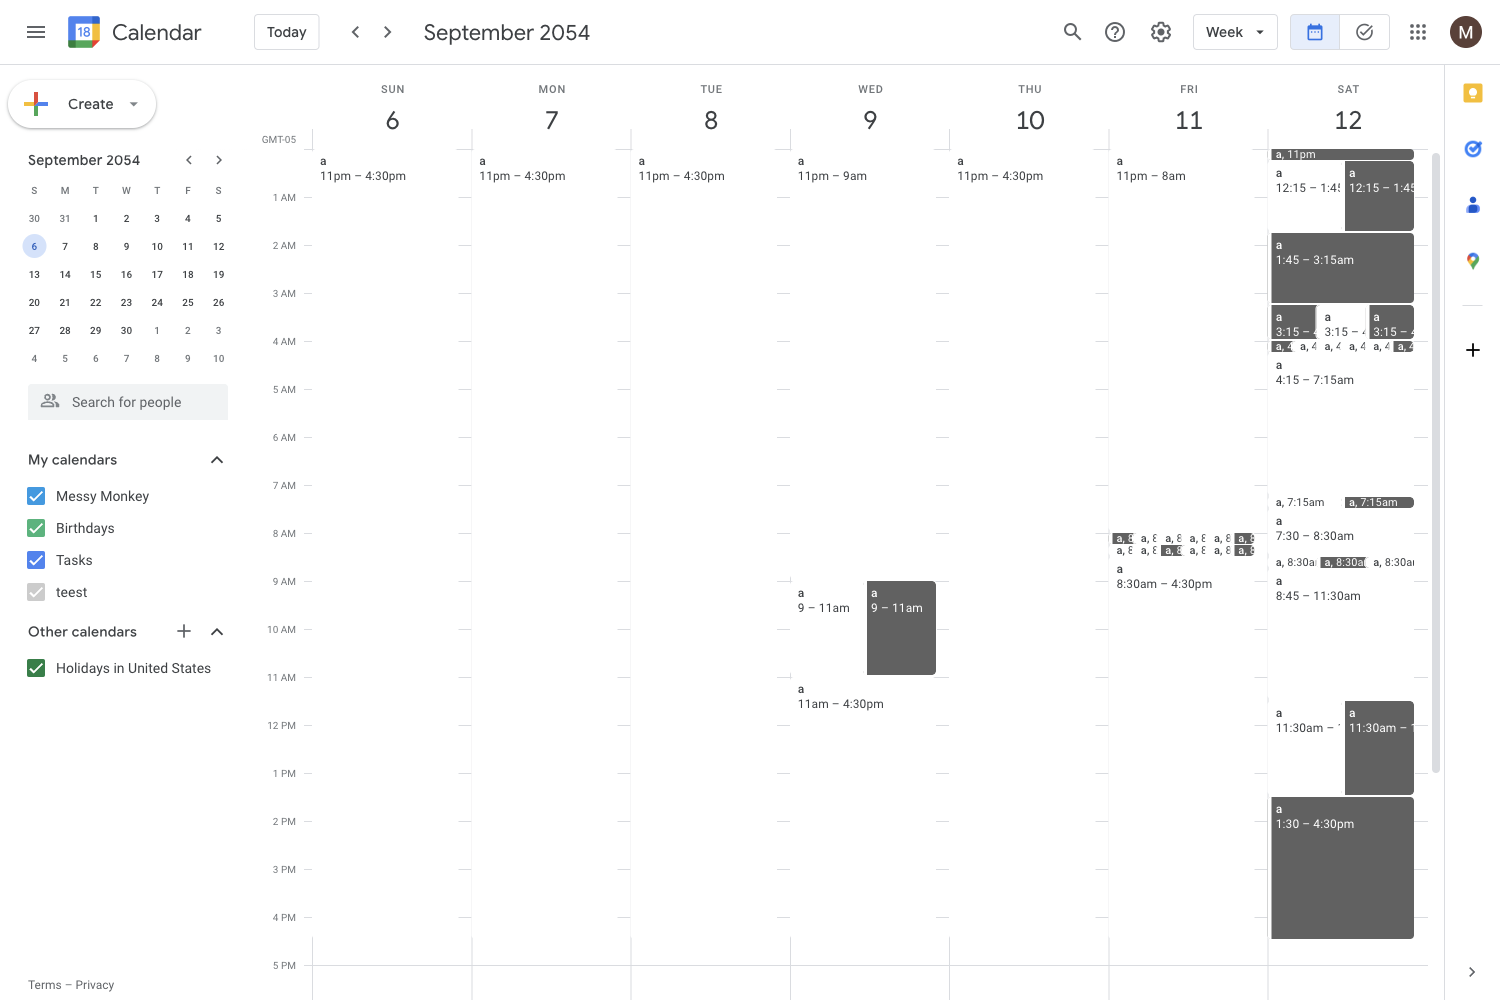 18 Calendar
Today
September 2054
Week
M
Create
September 2054
S M T W T F S
30 31 1 2 3 4 5
6 7 8 9 10 11 12
13 14 15 16 17 18 19
20 21 22 23 24 25 26
27 28 29 30 1 2 3
4 5 6 7 8 9 10
Search for people
My calendars
Messy Monkey
Birthdays
Tasks
teest
Other calendars
Holidays in United States
Terms – Privacy
SUN MON TUE WED THU FRI SAT
6 7 8 9 10 11 12
GMT-05
1 AM
2 AM
3 AM
4 AM
5 AM
6 AM
7 AM
8 AM
9 AM
10 AM
11 AM
12 PM
1 PM
2 PM
3 PM
4 PM
5 PM
a
11pm – 4:30pm
a
11pm – 4:30pm
a
11pm – 4:30pm
a
11pm – 9am
a
9 – 11am
a
9 – 11am
a
11am – 4:30pm
a
11pm – 4:30pm
a
11pm – 8am
a, 8 a, 8 a, 8 a, 8 a, 8 a, 8
a, 8 a, 8 a, 8 a, 8 a, 8 a, 8
a
8:30am – 4:30pm
a, 11pm
a
12:15 – 1:45
a
12:15 – 1:45
a
1:45 – 3:15am
a
3:15 – 4
a
3:15 – 4
a
3:15 – 4
a, 4 a, 4 a, 4 a, 4 a, 4 a, 4
a
4:15 – 7:15am
a, 7:15am
a, 7:15am
a
7:30 – 8:30am
a, 8:30a
a, 8:30a
a, 8:30a
a
8:45 – 11:30am
a
11:30am –
a
11:30am – 1
a
1:30 – 4:30pm